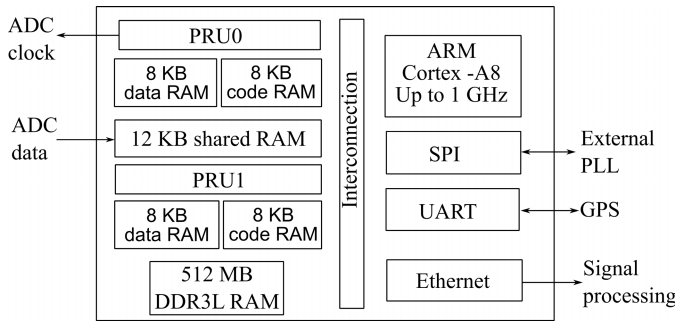 ADC
clock
PRU0
8 KB
data RAM
8 KB
code RAM
ADC
data
12 KB shared RAM
PRU1
8 KB
data RAM
8 KB
code RAM
512 MB
DDR3L RAM
Interconnection
ARM
Cortex -A8
Up to 1 GHz
SPI
External
PLL
UART
GPS
Ethernet
Signal
processing